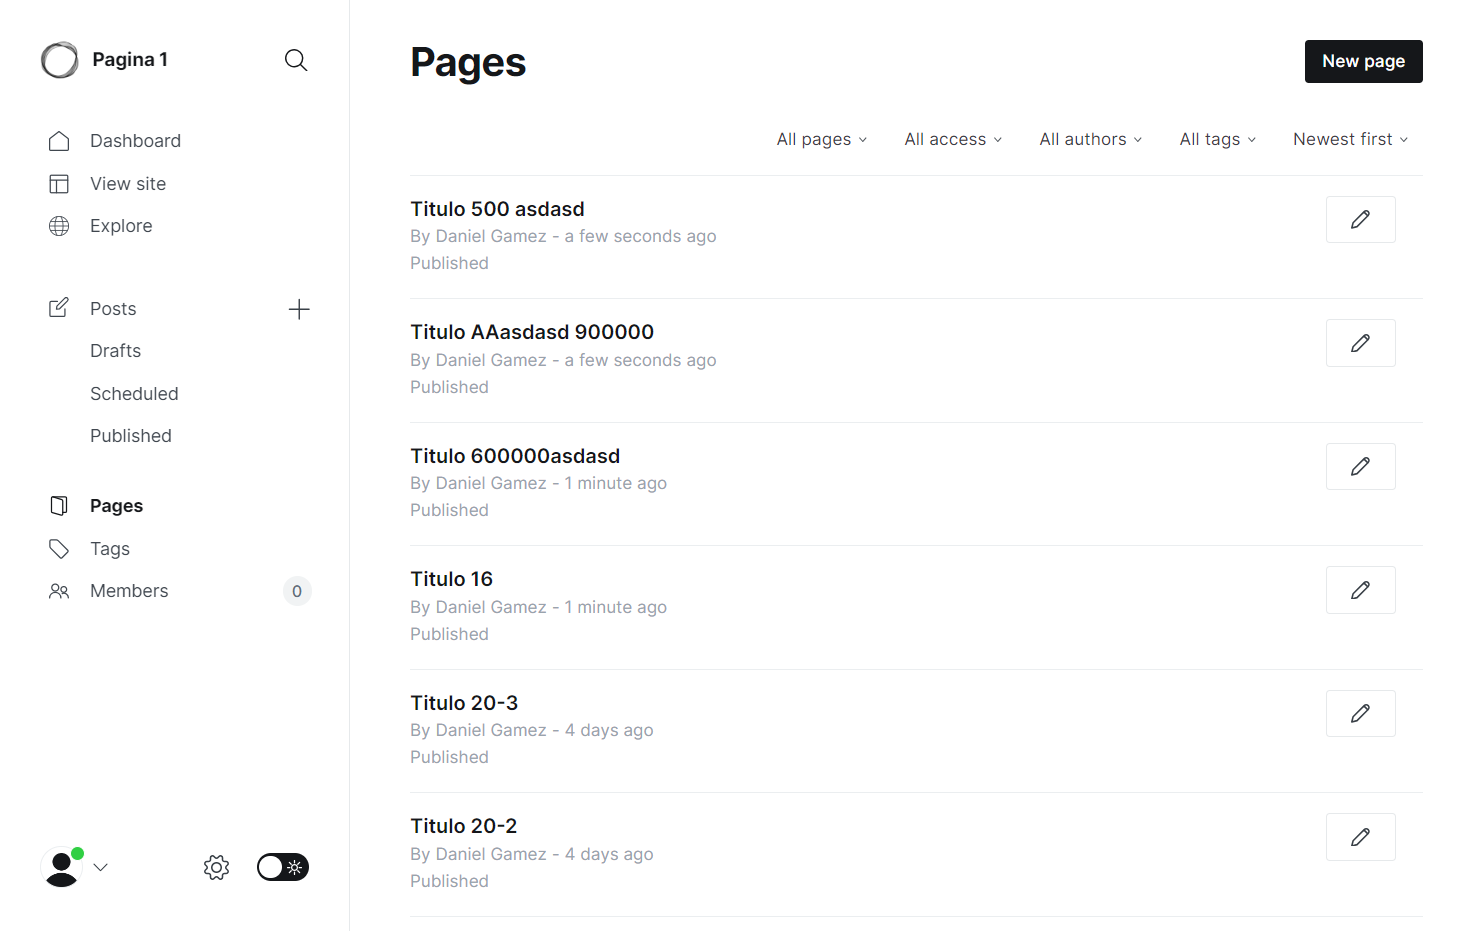 Pagina 1
Dashboard
View site
Explore
Posts
Drafts
Scheduled
Published
Pages
Tags
Members
0
Pages
New page
All pages
All access
All authors
All tags
Newest first
Titulo 500 asdasd
By Daniel Gamez - a few seconds ago
Published
Titulo AAasdasd 900000
By Daniel Gamez - a few seconds ago
Published
Titulo 600000asdasd
By Daniel Gamez - 1 minute ago
Published
Titulo 16
By Daniel Gamez - 1 minute ago
Published
Titulo 20-3
By Daniel Gamez - 4 days ago
Published
Titulo 20-2
By Daniel Gamez - 4 days ago
Published